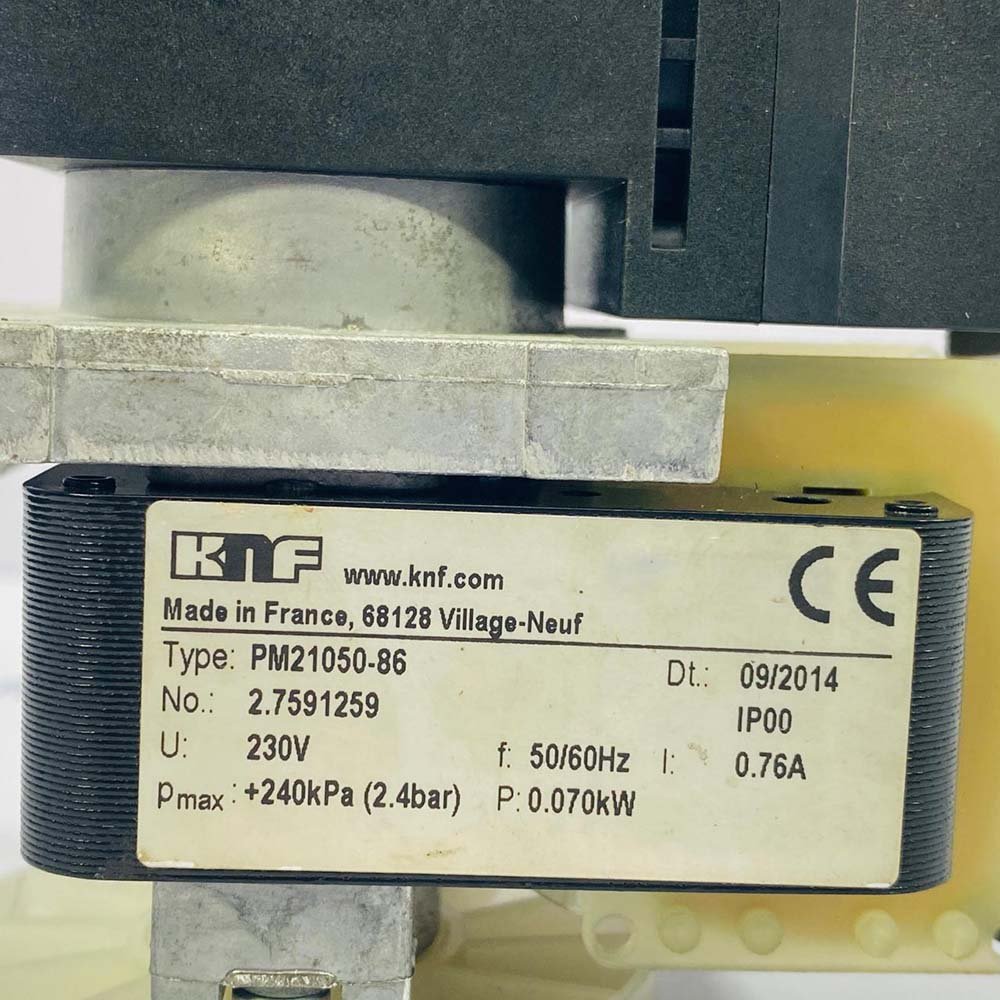 KNF www.knf.com CE
Made in France, 68128 Village-Neuf
Type: PM21050-86 Dt.: 09/2014
No.: 2.7591259 IP00
U: 230V f: 50/60Hz I: 0.76A
pmax: +240kPa (2.4bar) P: 0.070kW